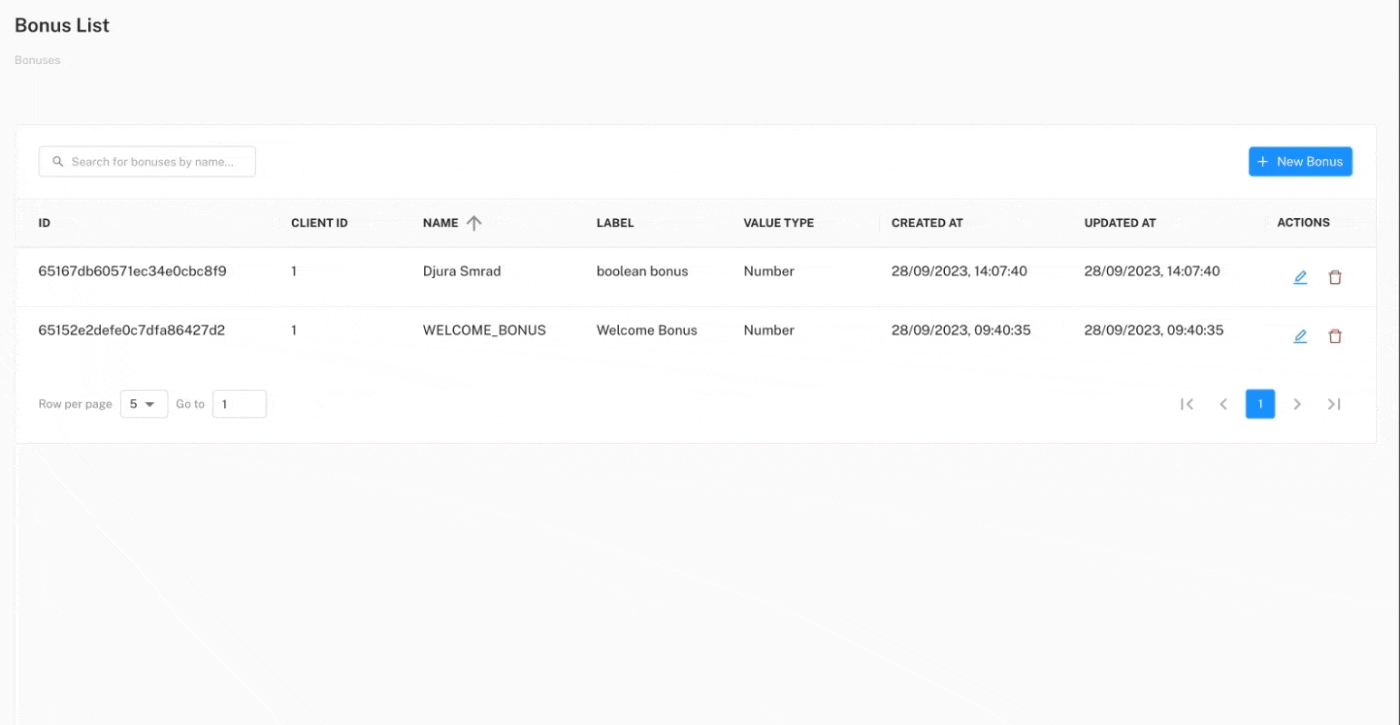 Bonus List
Bonuses
Search for bonuses by name...
+ New Bonus
ID CLIENT ID NAME LABEL VALUE TYPE CREATED AT UPDATED AT ACTIONS
65167db60571ec34e0cbc8f9 1 Djura Smrad boolean bonus Number 28/09/2023, 14:07:40 28/09/2023, 14:07:40
65152e2defe0c7dfa86427d2 1 WELCOME_BONUS Welcome Bonus Number 28/09/2023, 09:40:35 28/09/2023, 09:40:35
Row per page 5 Go to 1 1